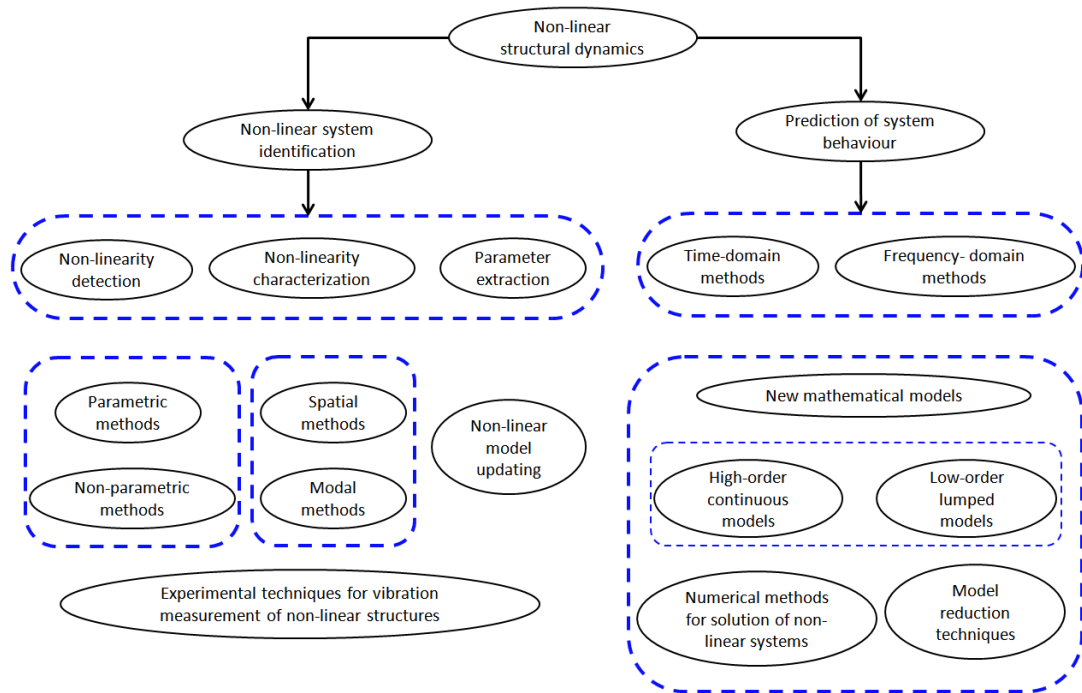 Non-linear
structural dynamics
Non-linear system
identification
Prediction of system
behaviour
Non-linearity
detection
Non-linearity
characterization
Parameter
extraction
Time-domain
methods
Frequency- domain
methods
Parametric
methods
Spatial
methods
Non-linear
model
updating
Non-parametric
methods
Modal
methods
Experimental techniques for vibration
measurement of non-linear structures
New mathematical models
High-order
continuous
models
Low-order
lumped
models
Numerical methods
for solution of non-
linear systems
Model
reduction
techniques